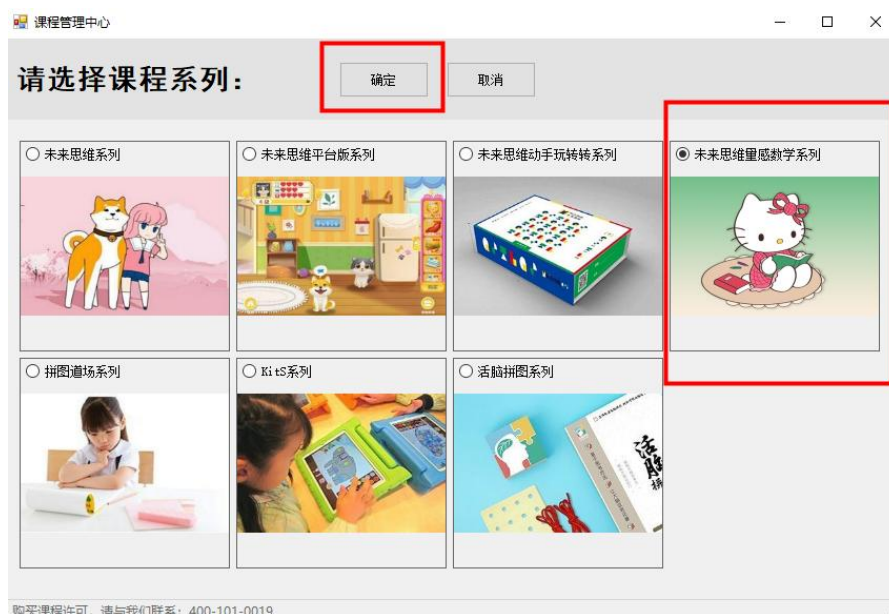 课程管理中心
请选择课程系列：
确定
取消
未来思维系列
未来思维平台版系列
未来思维动手玩转转系列
未来思维量感数学系列
拼图道场系列
KitS系列
活脑拼图系列
活脑
拼
购买课程许可，请与我们联系：400-101-0019